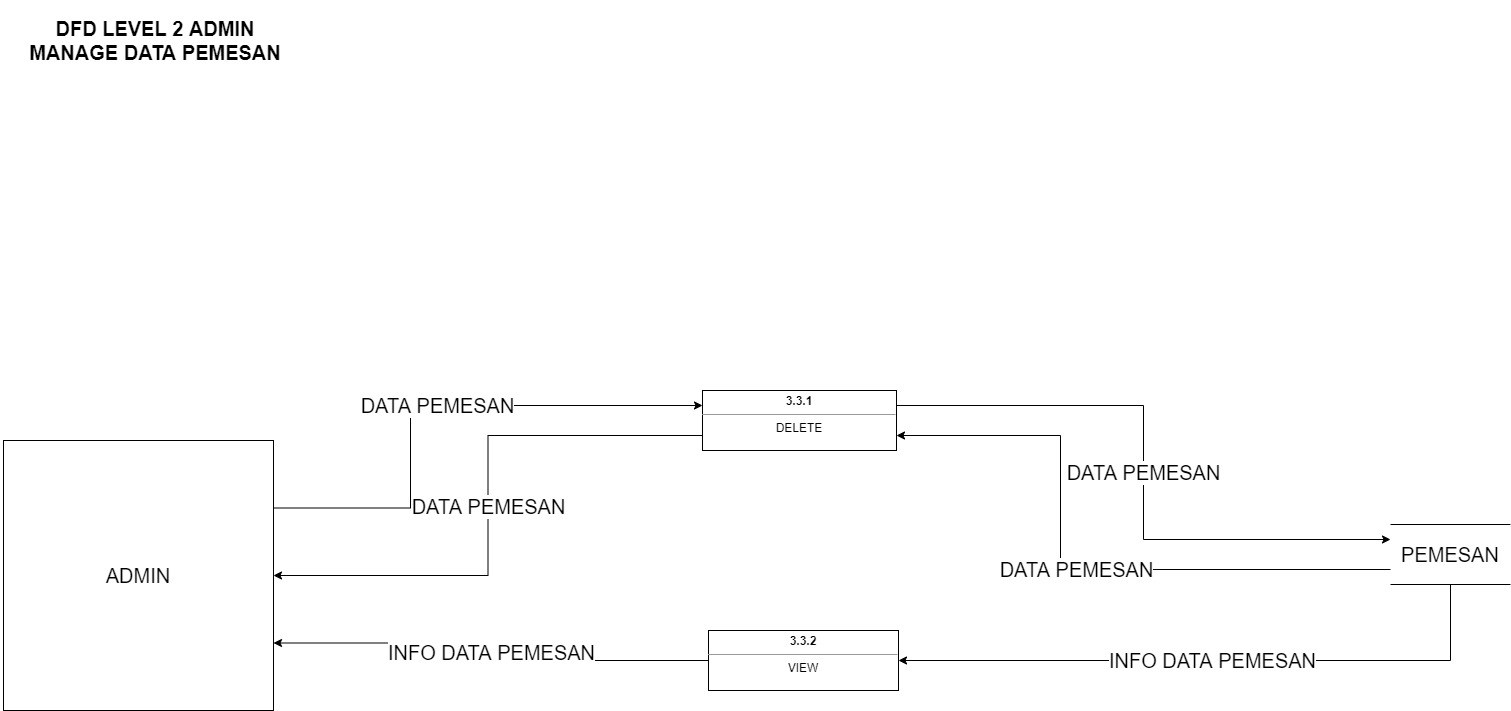 DFD LEVEL 2 ADMIN
MANAGE DATA PEMESAN
DATA PEMESAN
3.3.1
DELETE
DATA PEMESAN
DATA PEMESAN
PEMESAN
DATA PEMESAN
ADMIN
3.3.2
INFO DATA PEMESAN
VIEW
INFO DATA PEMESAN